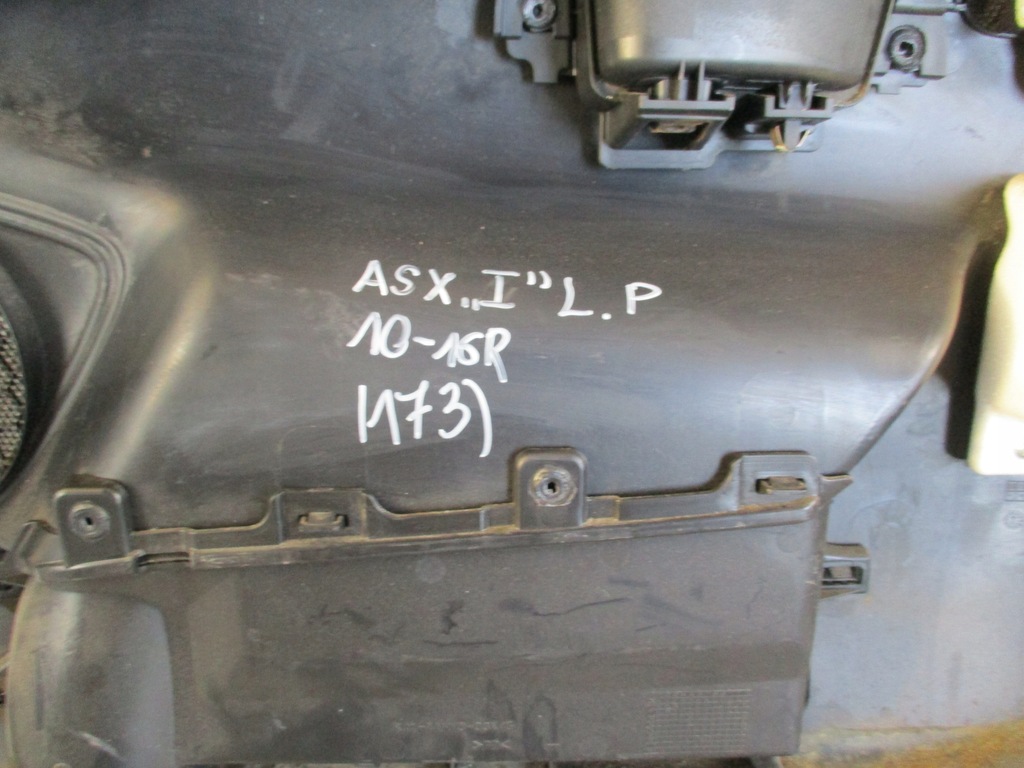 ASX „I” L.P
10-16R
(173)